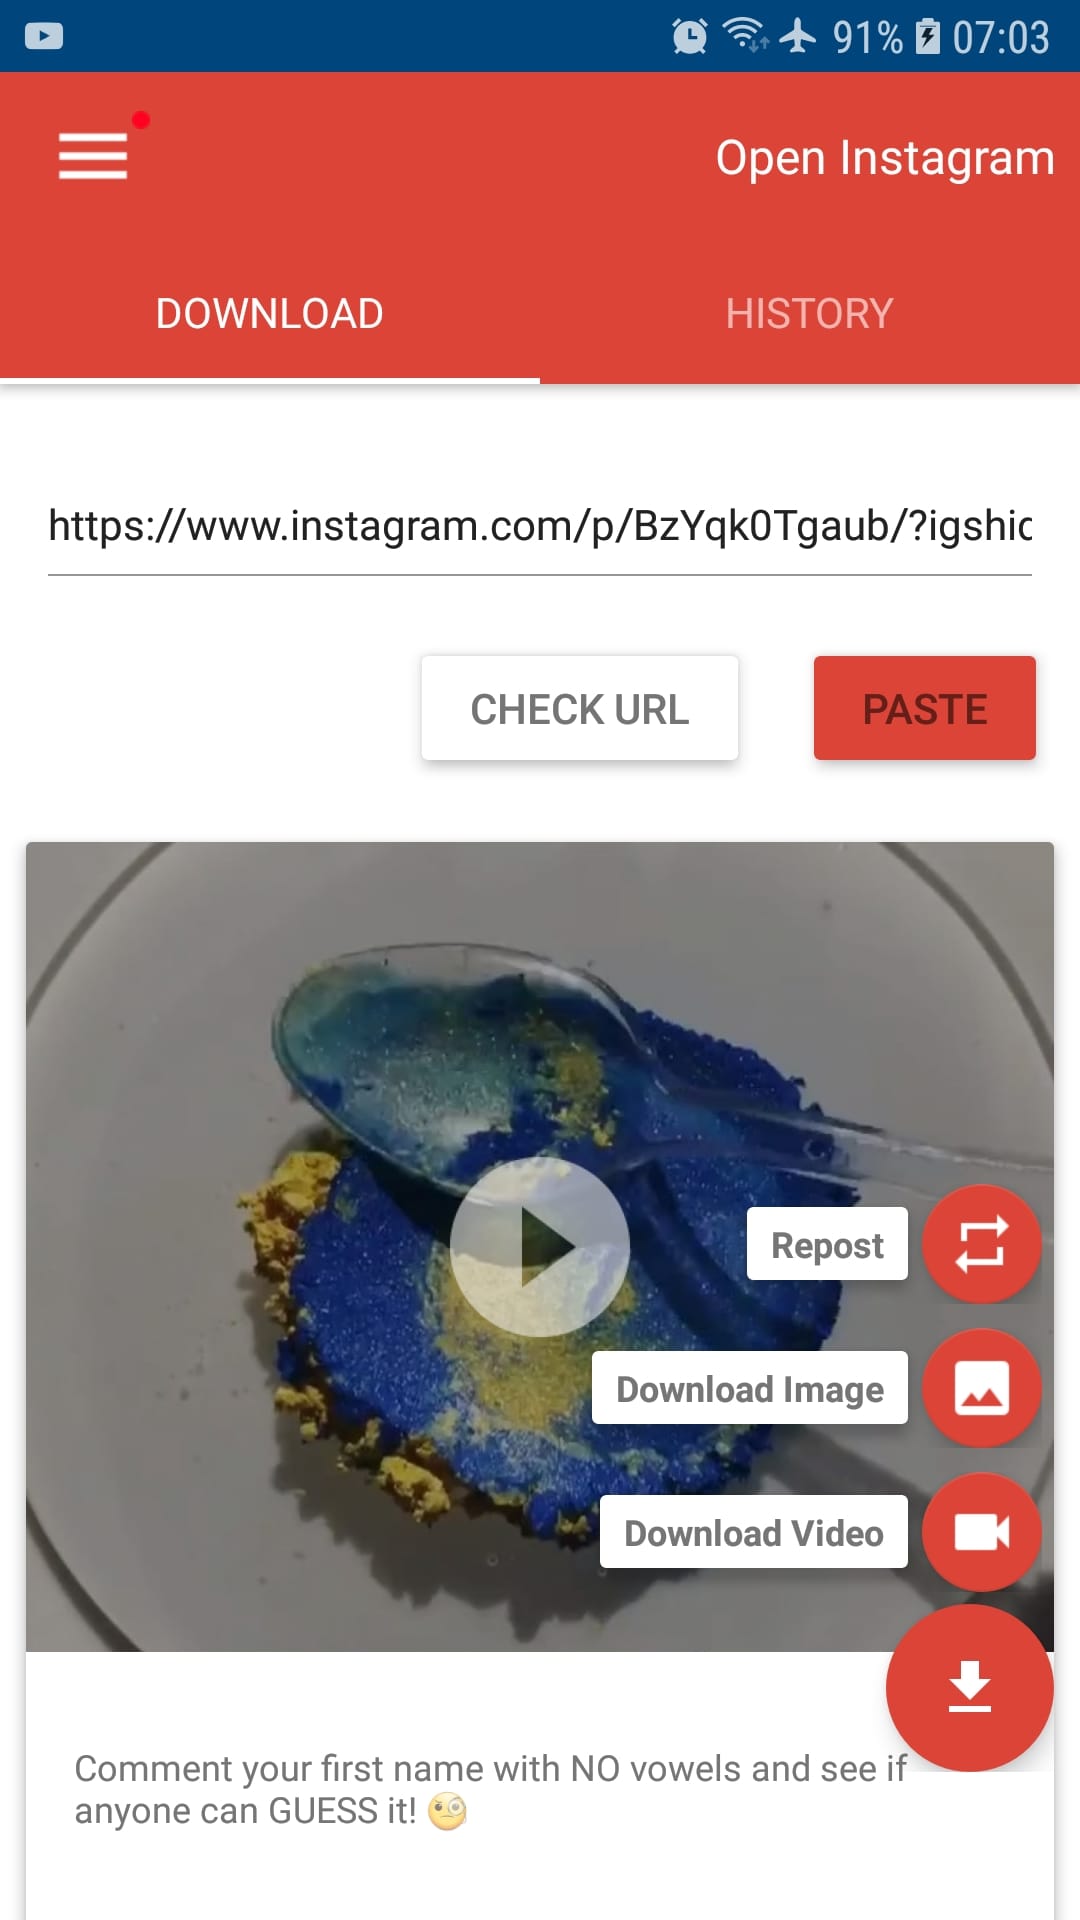 91% 07:03
Open Instagram
DOWNLOAD HISTORY
https://www.instagram.com/p/BzYqk0Tgaub/?igshic
CHECK URL PASTE
Repost
Download Image
Download Video
Comment your first name with NO vowels and see if
anyone can GUESS it! 🧐